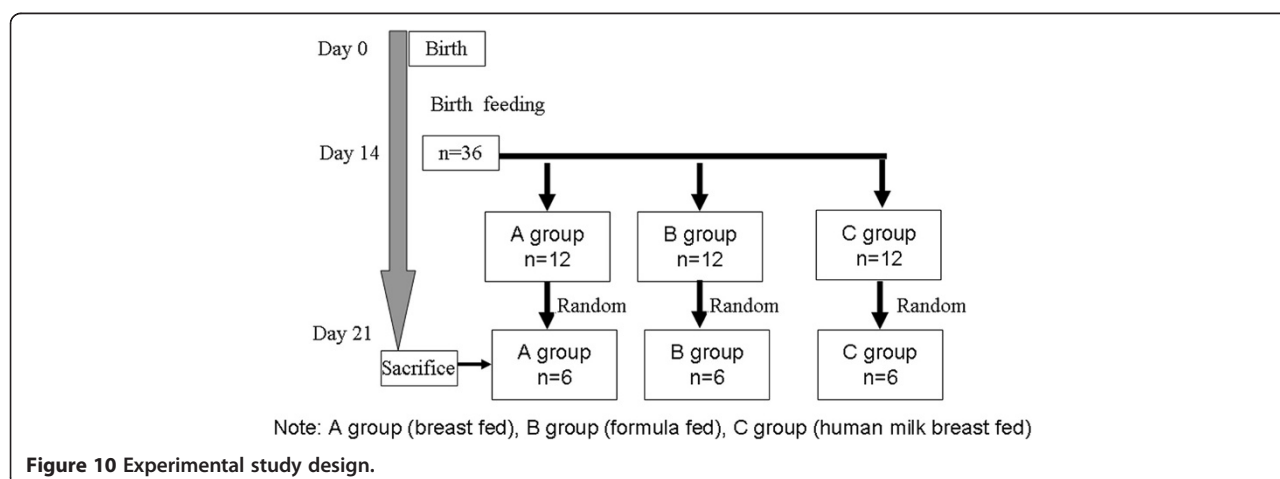 Day 0
Birth
Birth feeding
Day 14
n=36
A group
n=12
B group
n=12
C group
n=12
Random
Random
Random
Day 21
Sacrifice
A group
n=6
B group
n=6
C group
n=6
Note: A group (breast fed), B group (formula fed), C group (human milk breast fed)
Figure 10 Experimental study design.